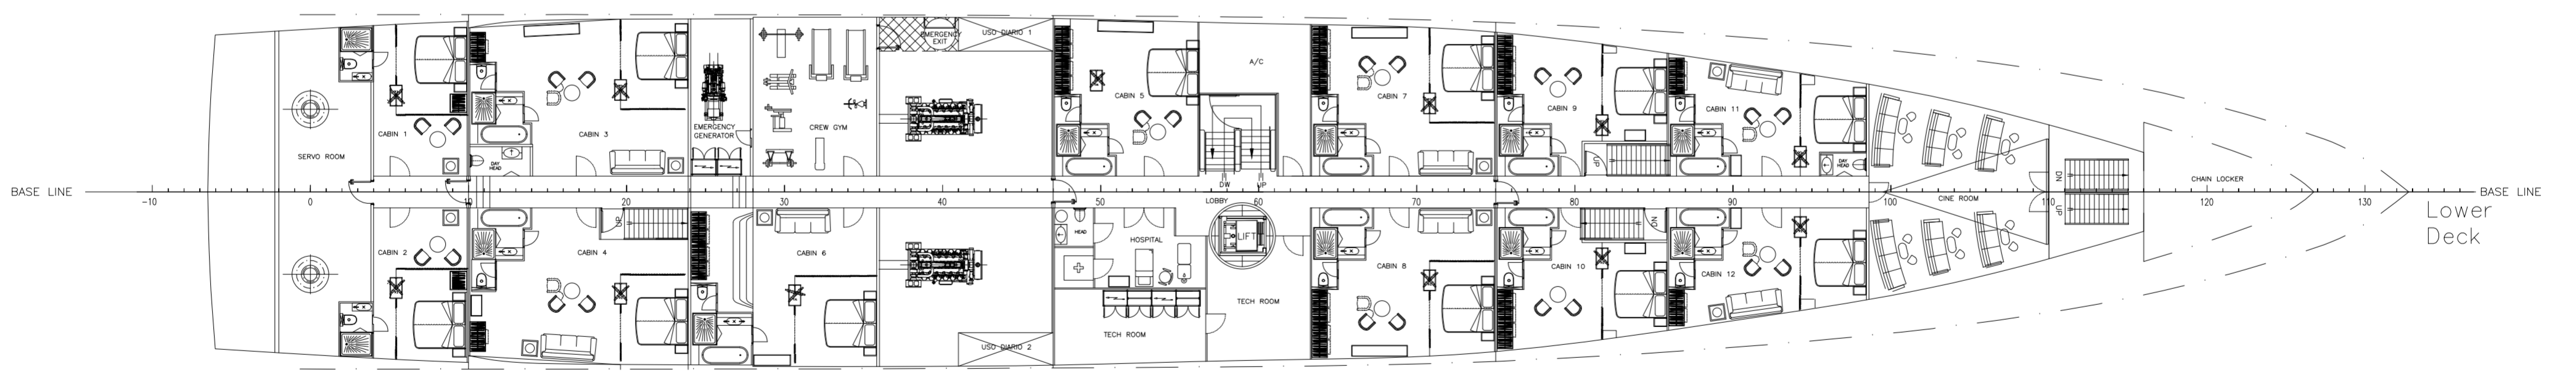 EMERGENCY
EXIT
USO DIARIO 1
A/C
CABIN 5
CABIN 7
CABIN 9
CABIN 11
CABIN 1
CABIN 3
EMERGENCY
GENERATOR
CREW GYM
SERVO ROOM
DAY
HEAD
UP
DAY
HEAD
DW
UP
DN
CHAIN LOCKER
BASE LINE
BASE LINE
-10
0
10
20
30
40
50
60
70
80
90
100
110
120
130
LOBBY
CINE ROOM
UP
Lower
Deck
UP
HEAD
HOSPITAL
LIFT
DN
CABIN 2
CABIN 4
CABIN 6
CABIN 8
CABIN 10
CABIN 12
TECH ROOM
TECH ROOM
USO DIARIO 2